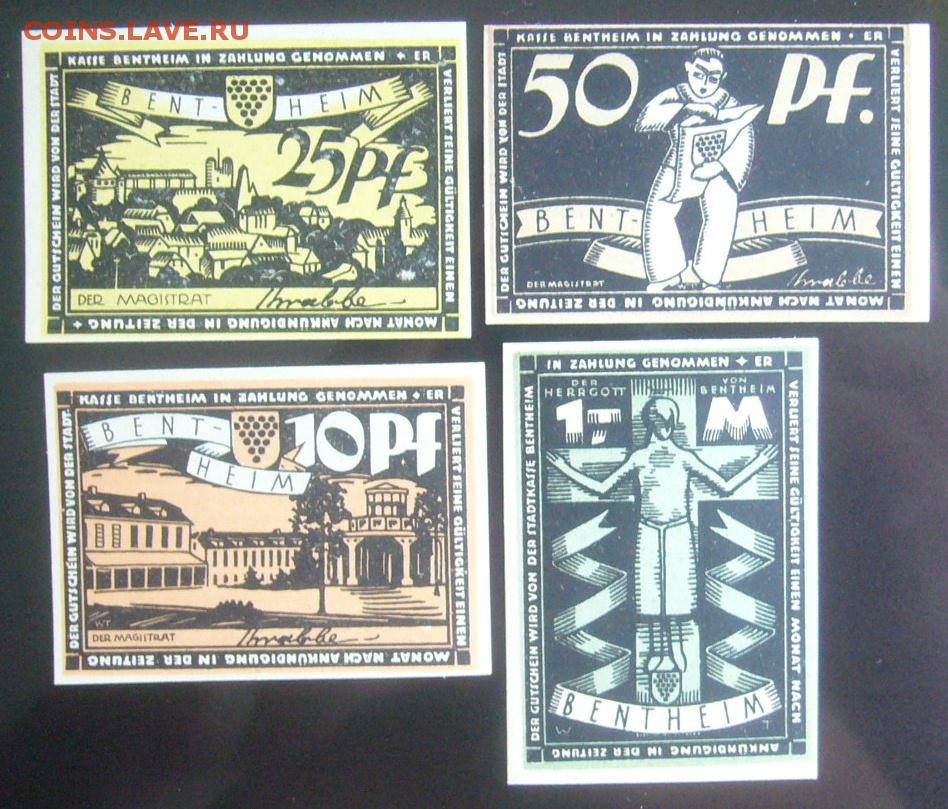 COINS.LAVE.RU
KASSE BENTHEIM IN ZAHLUNG GENOMMEN + ER
VERLIERT SEINE GÜLTIGKEIT EINEN
MONAT NACH ANKÜNDIGUNG IN DER ZEITUNG +
DER GUTSCHEIN WIRD VON DER STADT
BENT-HEIM
25 Pf
DER MAGISTRAT
KASSE BENTHEIM IN ZAHLUNG GENOMMEN + ER
VERLIERT SEINE GÜLTIGKEIT EINEN
MONAT NACH ANKÜNDIGUNG IN DER ZEITUNG
DER GUTSCHEIN WIRD VON DER STADT
50 Pf.
BENT-HEIM
DER MAGISTRAT
KASSE BENTHEIM IN ZAHLUNG GENOMMEN + ER
VERLIERT SEINE GÜLTIGKEIT EINEN
MONAT NACH ANKÜNDIGUNG IN DER ZEITUNG
DER GUTSCHEIN WIRD VON DER STADT-
BENT-
HEIM
10 Pf
WT
DER MAGISTRAT
IN ZAHLUNG GENOMMEN + ER
VERLIERT SEINE GÜLTIGKEIT EINEN MONAT NACH
ANKÜNDIGUNG IN DER ZEITUNG
DER GUTSCHEIN WIRD VON DER STADTKASSE BENTHEIM
DER HERRGOTT
VON BENTHEIM
1 M
BENTHEIM
W T